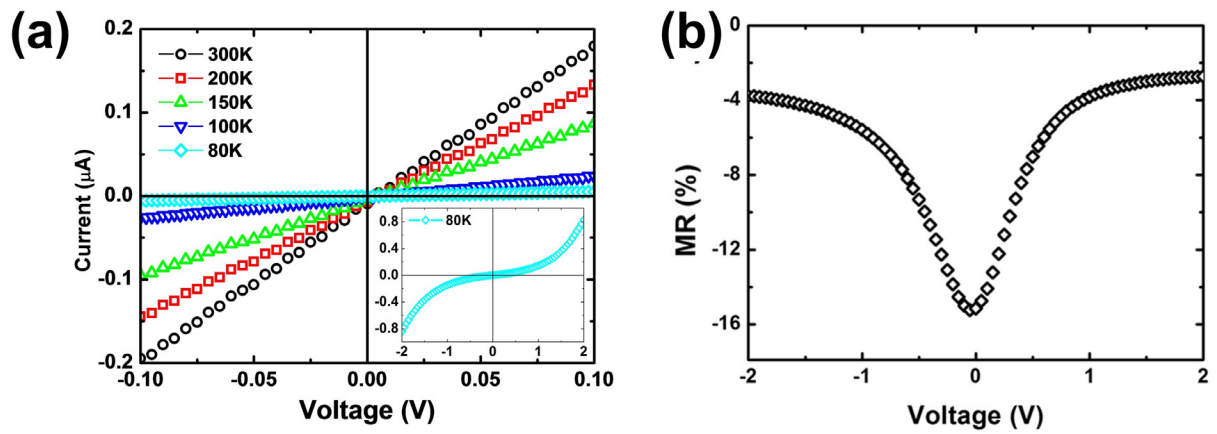 (a)
0.2
0.1
0.0
-0.1
-0.2
Current (μA)
300K
200K
150K
100K
80K
80K
0.8
0.4
0.0
-0.4
-0.8
-2 -1 0 1 2
-0.10 -0.05 0.00 0.05 0.10
Voltage (V)
(b)
0
-4
-8
-12
-16
MR (%)
-2 -1 0 1 2
Voltage (V)